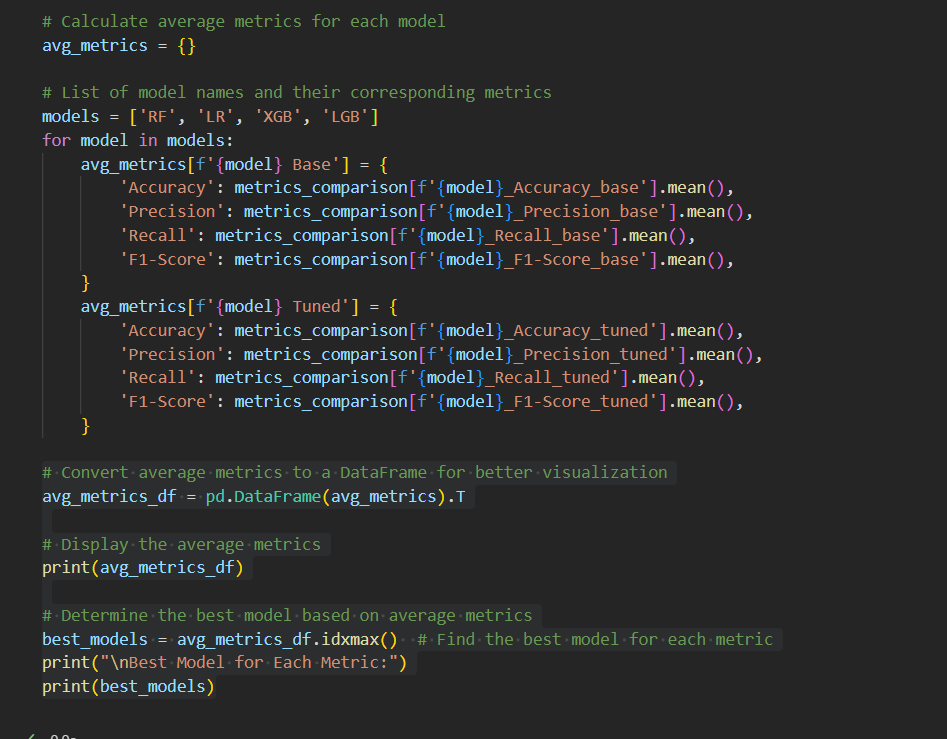 # Calculate average metrics for each model
avg_metrics = {}
# List of model names and their corresponding metrics
models = ['RF', 'LR', 'XGB', 'LGB']
for model in models:
    avg_metrics[f'{model} Base'] = {
        'Accuracy': metrics_comparison[f'{model}_Accuracy_base'].mean(),
        'Precision': metrics_comparison[f'{model}_Precision_base'].mean(),
        'Recall': metrics_comparison[f'{model}_Recall_base'].mean(),
        'F1-Score': metrics_comparison[f'{model}_F1-Score_base'].mean(),
    }
    avg_metrics[f'{model} Tuned'] = {
        'Accuracy': metrics_comparison[f'{model}_Accuracy_tuned'].mean(),
        'Precision': metrics_comparison[f'{model}_Precision_tuned'].mean(),
        'Recall': metrics_comparison[f'{model}_Recall_tuned'].mean(),
        'F1-Score': metrics_comparison[f'{model}_F1-Score_tuned'].mean(),
    }
# Convert average metrics to a DataFrame for better visualization
avg_metrics_df = pd.DataFrame(avg_metrics).T
# Display the average metrics
print(avg_metrics_df)
# Determine the best model based on average metrics
best_models = avg_metrics_df.idxmax()  # Find the best model for each metric
print("\nBest Model for Each Metric:")
print(best_models)